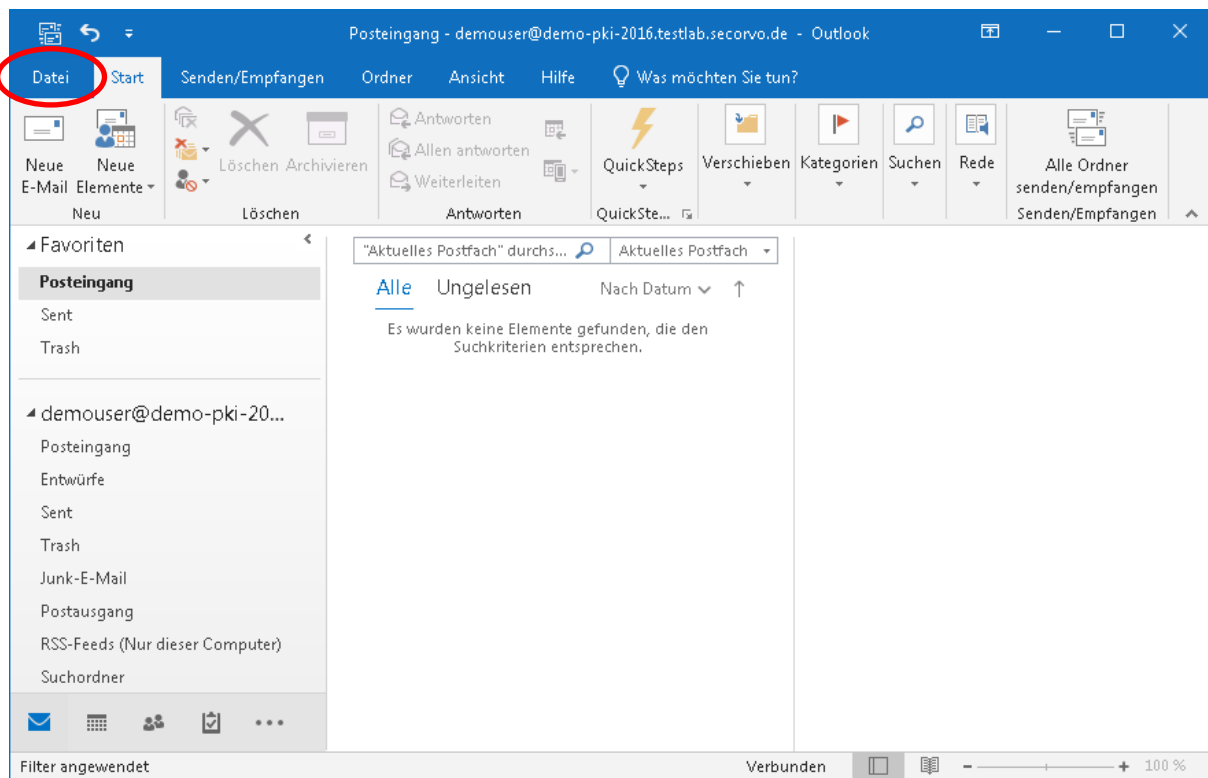 Posteingang - demouser@demo-pki-2016.testlab.secorvo.de - Outlook
Datei Start Senden/Empfangen Ordner Ansicht Hilfe Was möchten Sie tun?
Neue E-Mail
Neue Elemente
Neu
Löschen Archivieren
Löschen
Antworten
Allen antworten
Weiterleiten
Antworten
QuickSteps
QuickSte...
Verschieben
Kategorien
Suchen
Rede
Alle Ordner
senden/empfangen
Senden/Empfangen
Favoriten
Posteingang
Sent
Trash
demouser@demo-pki-20...
Posteingang
Entwürfe
Sent
Trash
Junk-E-Mail
Postausgang
RSS-Feeds (Nur dieser Computer)
Suchordner
"Aktuelles Postfach" durchs... Aktuelles Postfach
Alle Ungelesen Nach Datum
Es wurden keine Elemente gefunden, die den
Suchkriterien entsprechen.
Filter angewendet Verbunden 100 %